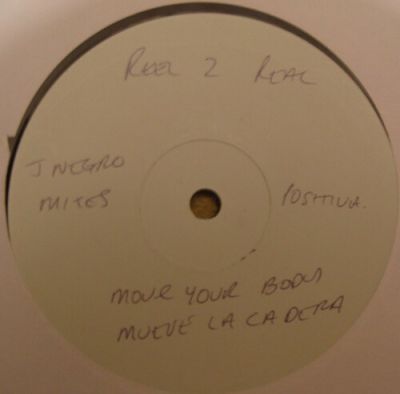 REEL 2 REAL
J NEGRO
MIXES
POSITIVA.
MOVE YOUR BODY
MUEVE LA CADERA